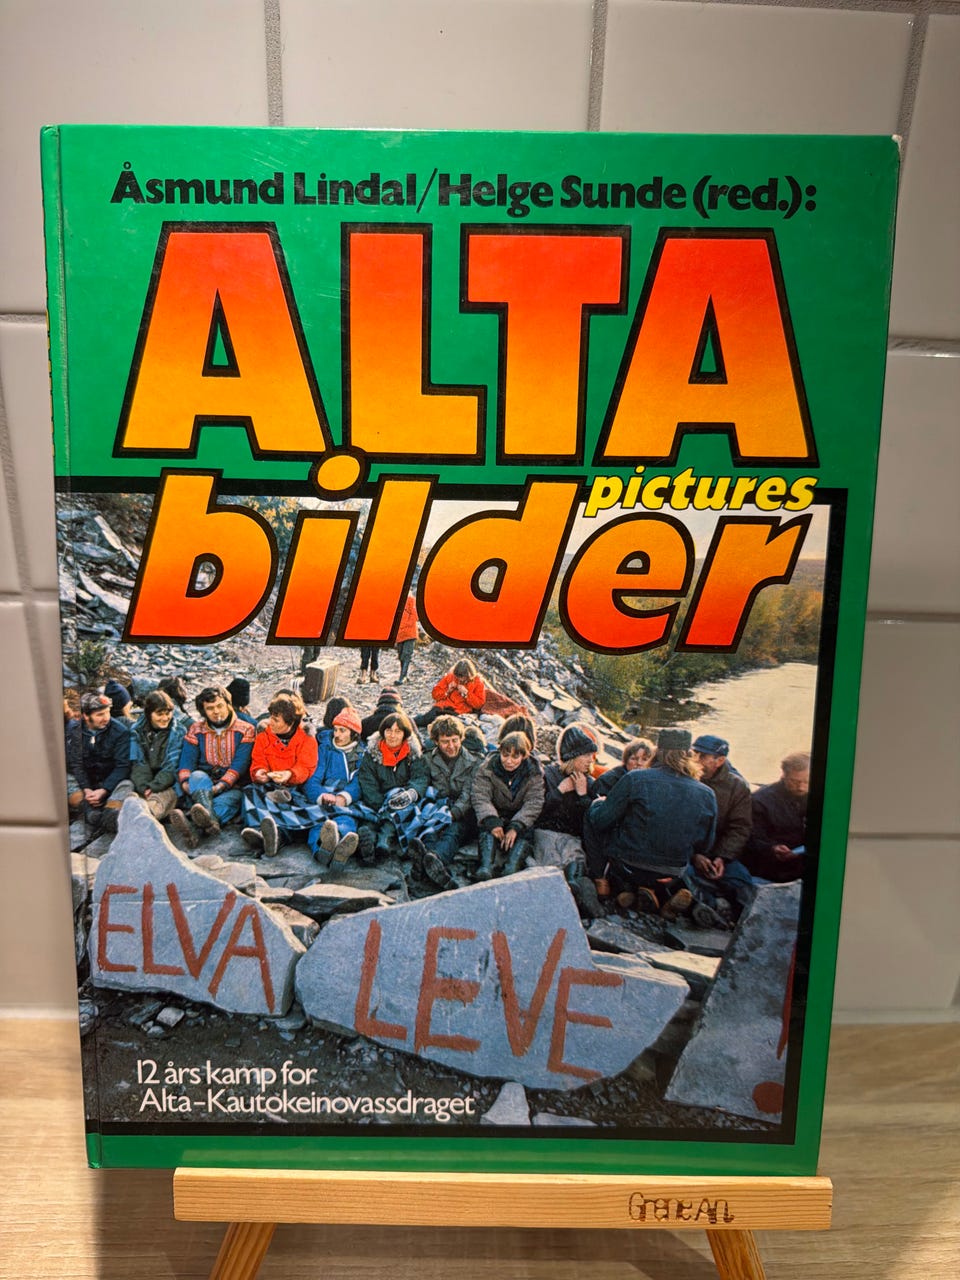 Åsmund Lindal/Helge Sunde (red.):
ALTA
pictures
bilder
ELVA LEVE
12 års kamp for
Alta-Kautokeinovassdraget